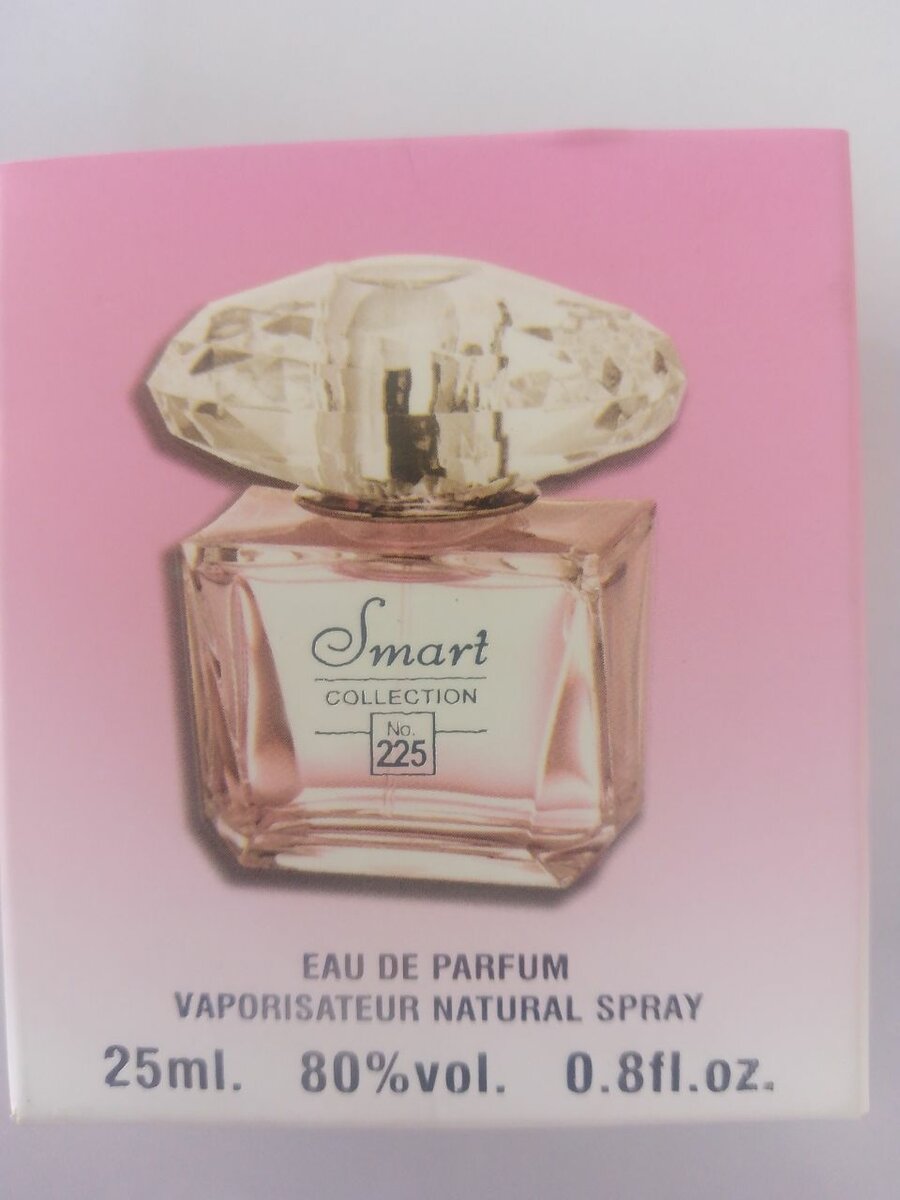 Smart
COLLECTION
No.
225
EAU DE PARFUM
VAPORISATEUR NATURAL SPRAY
25ml. 80%vol. 0.8fl.oz.